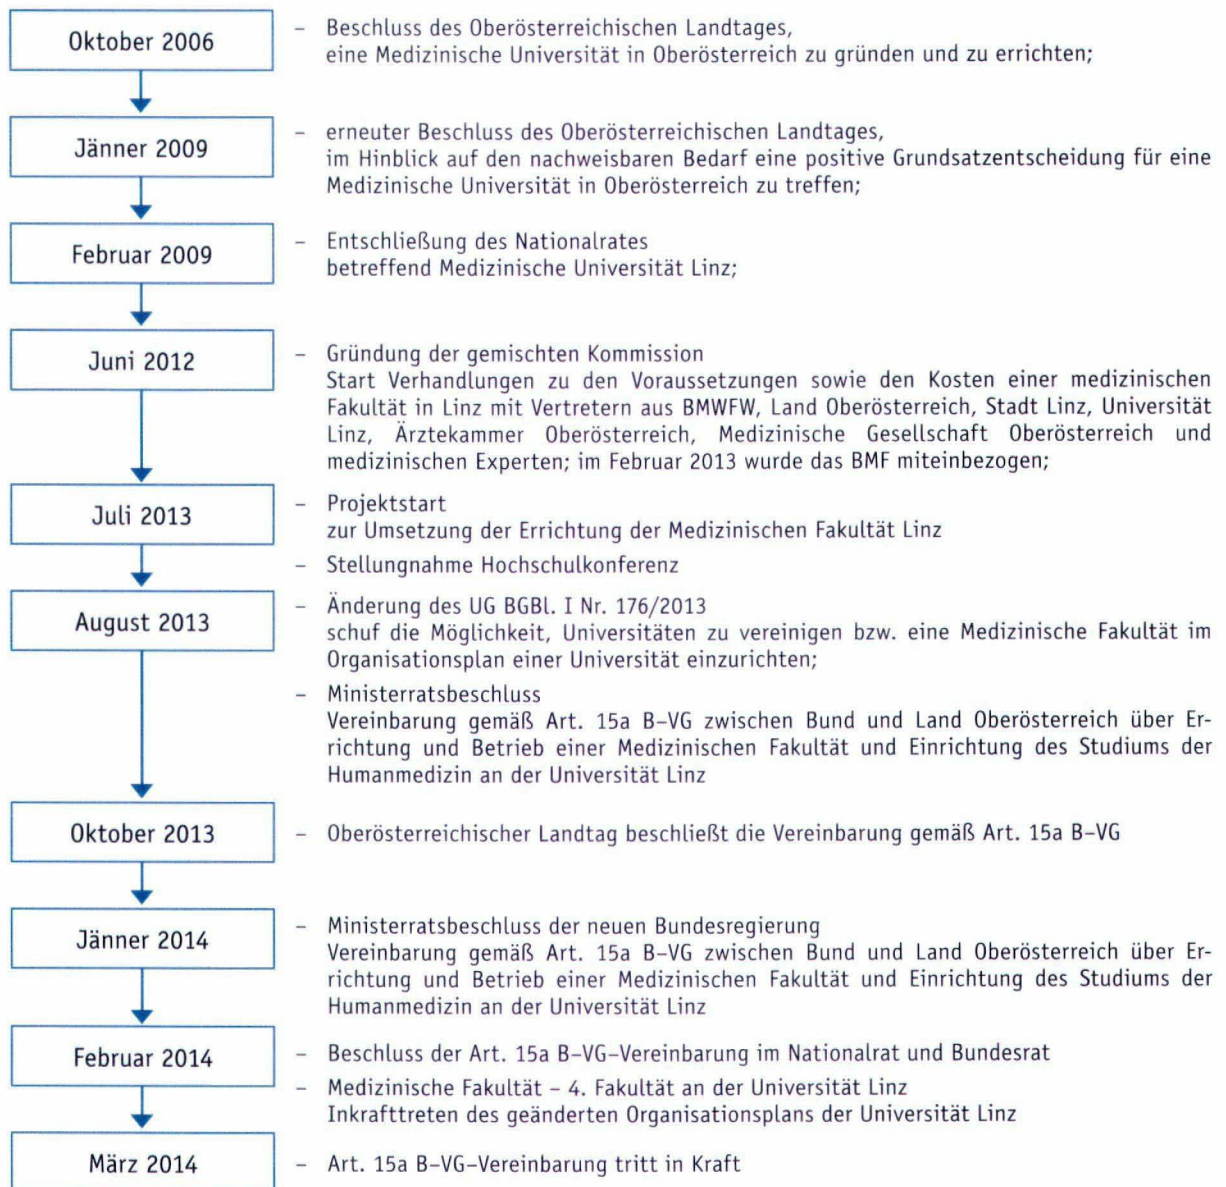 Oktober 2006
– Beschluss des Oberösterreichischen Landtages,
eine Medizinische Universität in Oberösterreich zu gründen und zu errichten;
Jänner 2009
– erneuter Beschluss des Oberösterreichischen Landtages,
im Hinblick auf den nachweisbaren Bedarf eine positive Grundsatzentscheidung für eine
Medizinische Universität in Oberösterreich zu treffen;
Februar 2009
– Entschließung des Nationalrates
betreffend Medizinische Universität Linz;
Juni 2012
– Gründung der gemischten Kommission
Start Verhandlungen zu den Voraussetzungen sowie den Kosten einer medizinischen
Fakultät in Linz mit Vertretern aus BMWFW, Land Oberösterreich, Stadt Linz, Universität
Linz, Ärztekammer Oberösterreich, Medizinische Gesellschaft Oberösterreich und
medizinischen Experten; im Februar 2013 wurde das BMF miteinbezogen;
Juli 2013
– Projektstart
zur Umsetzung der Errichtung der Medizinischen Fakultät Linz
– Stellungnahme Hochschulkonferenz
August 2013
– Änderung des UG BGBl. I Nr. 176/2013
schuf die Möglichkeit, Universitäten zu vereinigen bzw. eine Medizinische Fakultät im
Organisationsplan einer Universität einzurichten;
– Ministerratsbeschluss
Vereinbarung gemäß Art. 15a B–VG zwischen Bund und Land Oberösterreich über Er-
richtung und Betrieb einer Medizinischen Fakultät und Einrichtung des Studiums der
Humanmedizin an der Universität Linz
Oktober 2013
– Oberösterreichischer Landtag beschließt die Vereinbarung gemäß Art. 15a B–VG
Jänner 2014
– Ministerratsbeschluss der neuen Bundesregierung
Vereinbarung gemäß Art. 15a B–VG zwischen Bund und Land Oberösterreich über Er-
richtung und Betrieb einer Medizinischen Fakultät und Einrichtung des Studiums der
Humanmedizin an der Universität Linz
Februar 2014
– Beschluss der Art. 15a B–VG–Vereinbarung im Nationalrat und Bundesrat
– Medizinische Fakultät – 4. Fakultät an der Universität Linz
Inkrafttreten des geänderten Organisationsplans der Universität Linz
März 2014
– Art. 15a B–VG–Vereinbarung tritt in Kraft